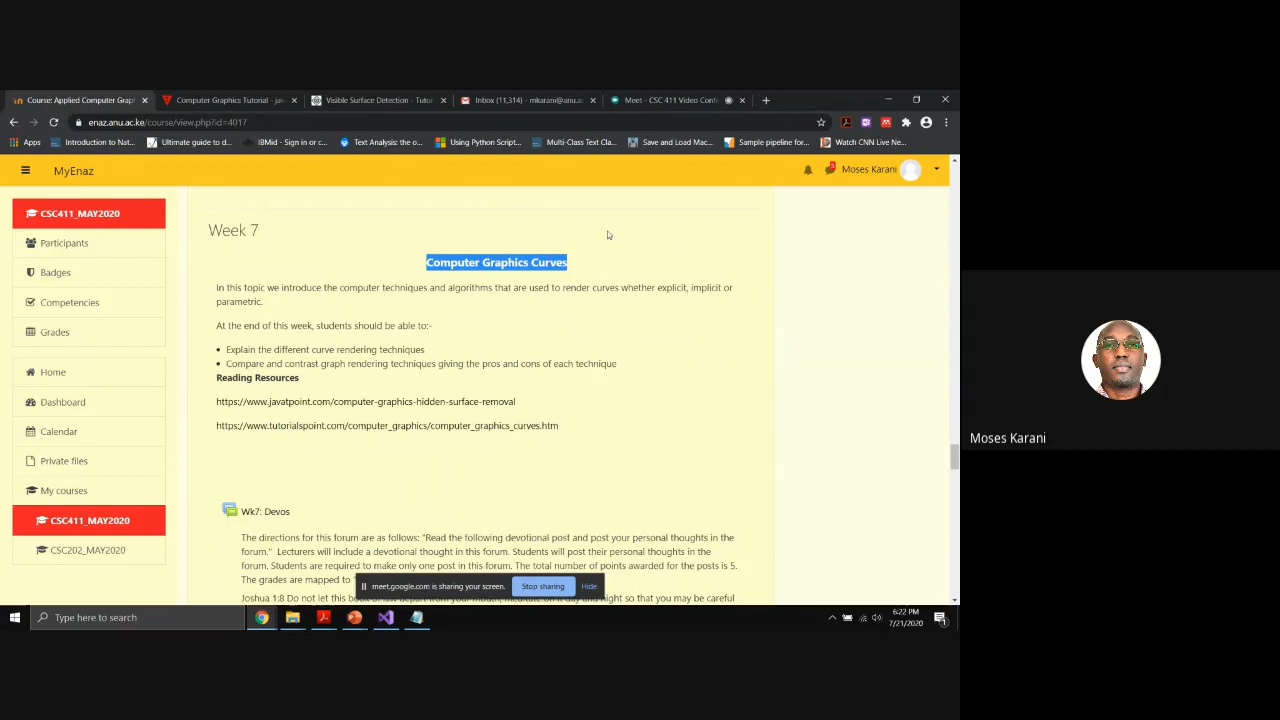 Course: Applied Computer Grap
Computer Graphics Tutorial - jav
Visible Surface Detection - Tutor
Inbox (11,314) - mkarani@anu.a
Meet - CSC 411 Video Conf
enaz.anu.ac.ke/course/view.php?id=4017
Apps
Introduction to Nat...
Ultimate guide to d...
IBMid - Sign in or c...
Text Analysis: the o...
Using Python Script...
Multi-Class Text Cla...
Save and Load Mac...
Sample pipeline for...
Watch CNN Live Ne...
MyEnaz
Moses Karani
CSC411_MAY2020
Participants
Badges
Competencies
Grades
Home
Dashboard
Calendar
Private files
My courses
CSC411_MAY2020
CSC202_MAY2020
Week 7
Computer Graphics Curves
In this topic we introduce the computer techniques and algorithms that are used to render curves whether explicit, implicit or
parametric.
At the end of this week, students should be able to:-
Explain the different curve rendering techniques
Compare and contrast graph rendering techniques giving the pros and cons of each technique
Reading Resources
https://www.javatpoint.com/computer-graphics-hidden-surface-removal
https://www.tutorialspoint.com/computer_graphics/computer_graphics_curves.htm
Wk7: Devos
The directions for this forum are as follows: "Read the following devotional post and post your personal thoughts in the
forum." Lecturers will include a devotional thought in this forum. Students will post their personal thoughts in the
forum. Students are required to make only one post in this forum. The total number of points awarded for the posts is 5.
The grades are mapped to
meet.google.com is sharing your screen.
Stop sharing
Hide
Joshua 1:8 Do not let this book night so that you may be careful
Type here to search
6:22 PM
7/21/2020
Moses Karani